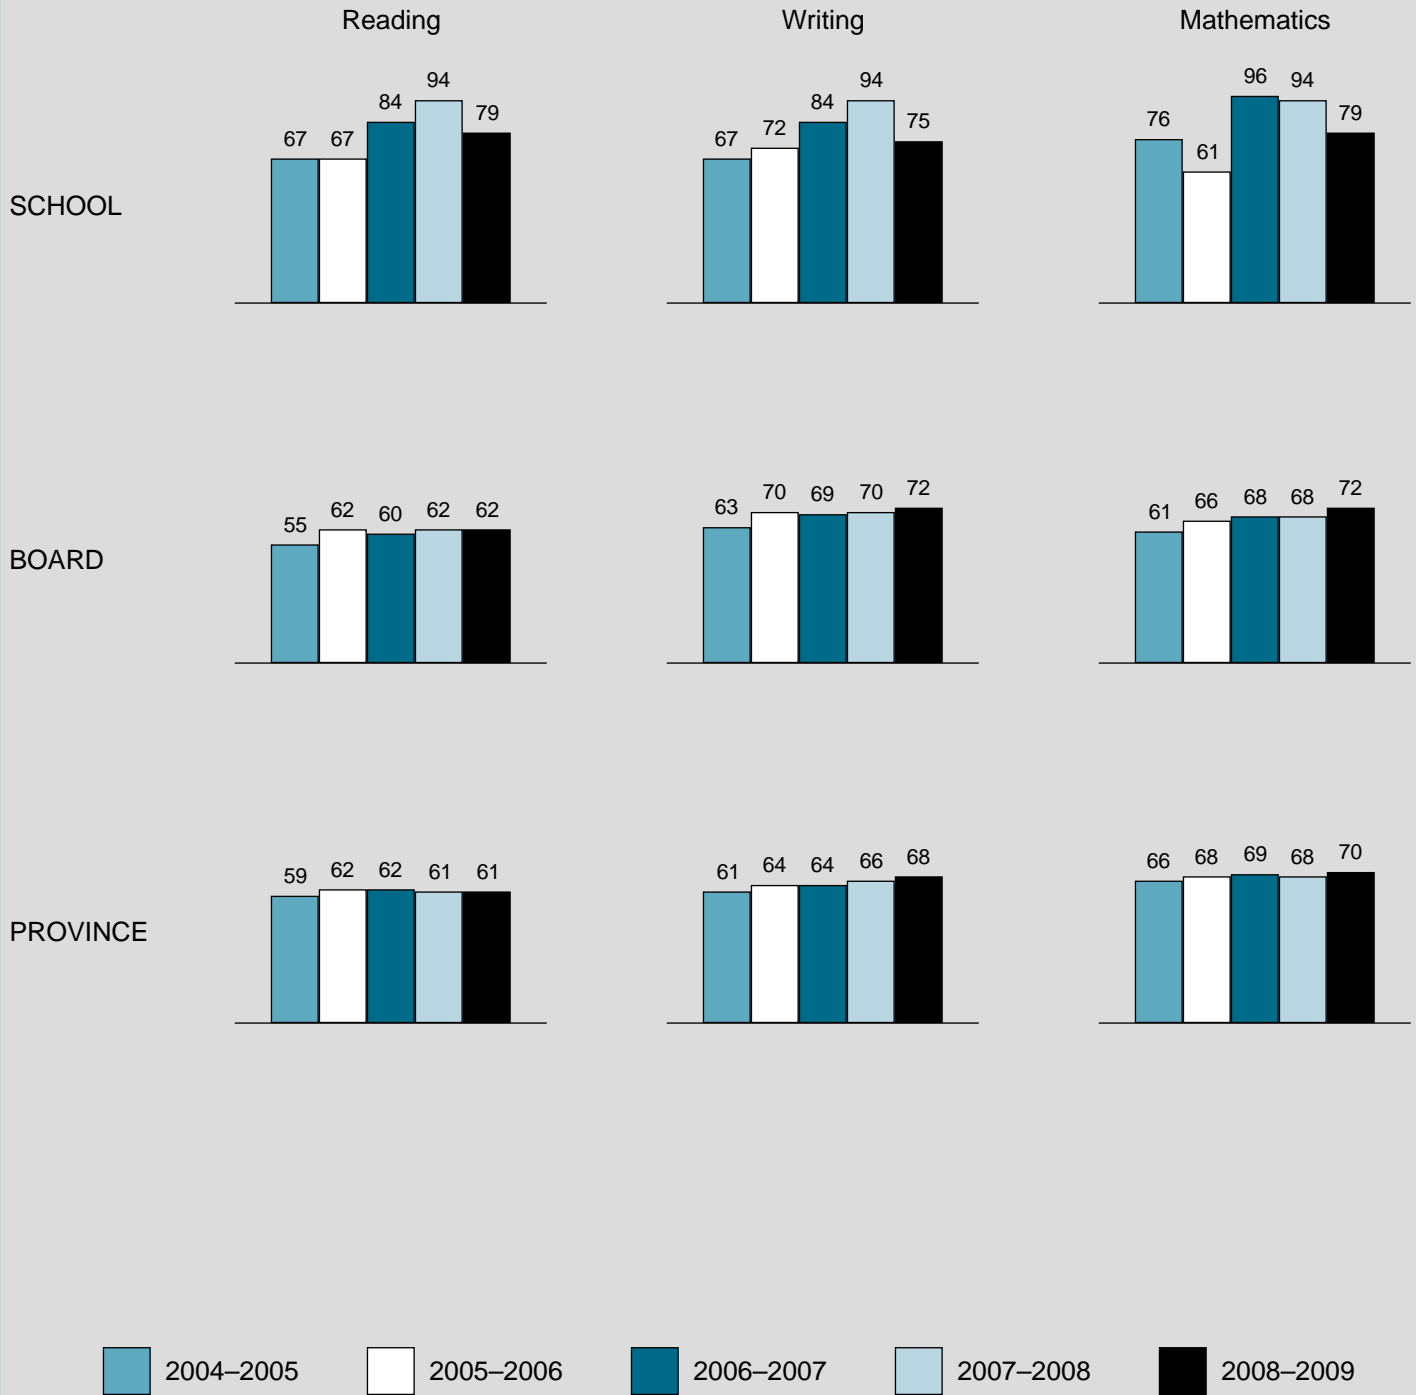 Reading Writing Mathematics
SCHOOL
67 67 84 94 79
67 72 84 94 75
76 61 96 94 79
BOARD
55 62 60 62 62
63 70 69 70 72
61 66 68 68 72
PROVINCE
59 62 62 61 61
61 64 64 66 68
66 68 69 68 70
2004–2005 2005–2006 2006–2007 2007–2008 2008–2009